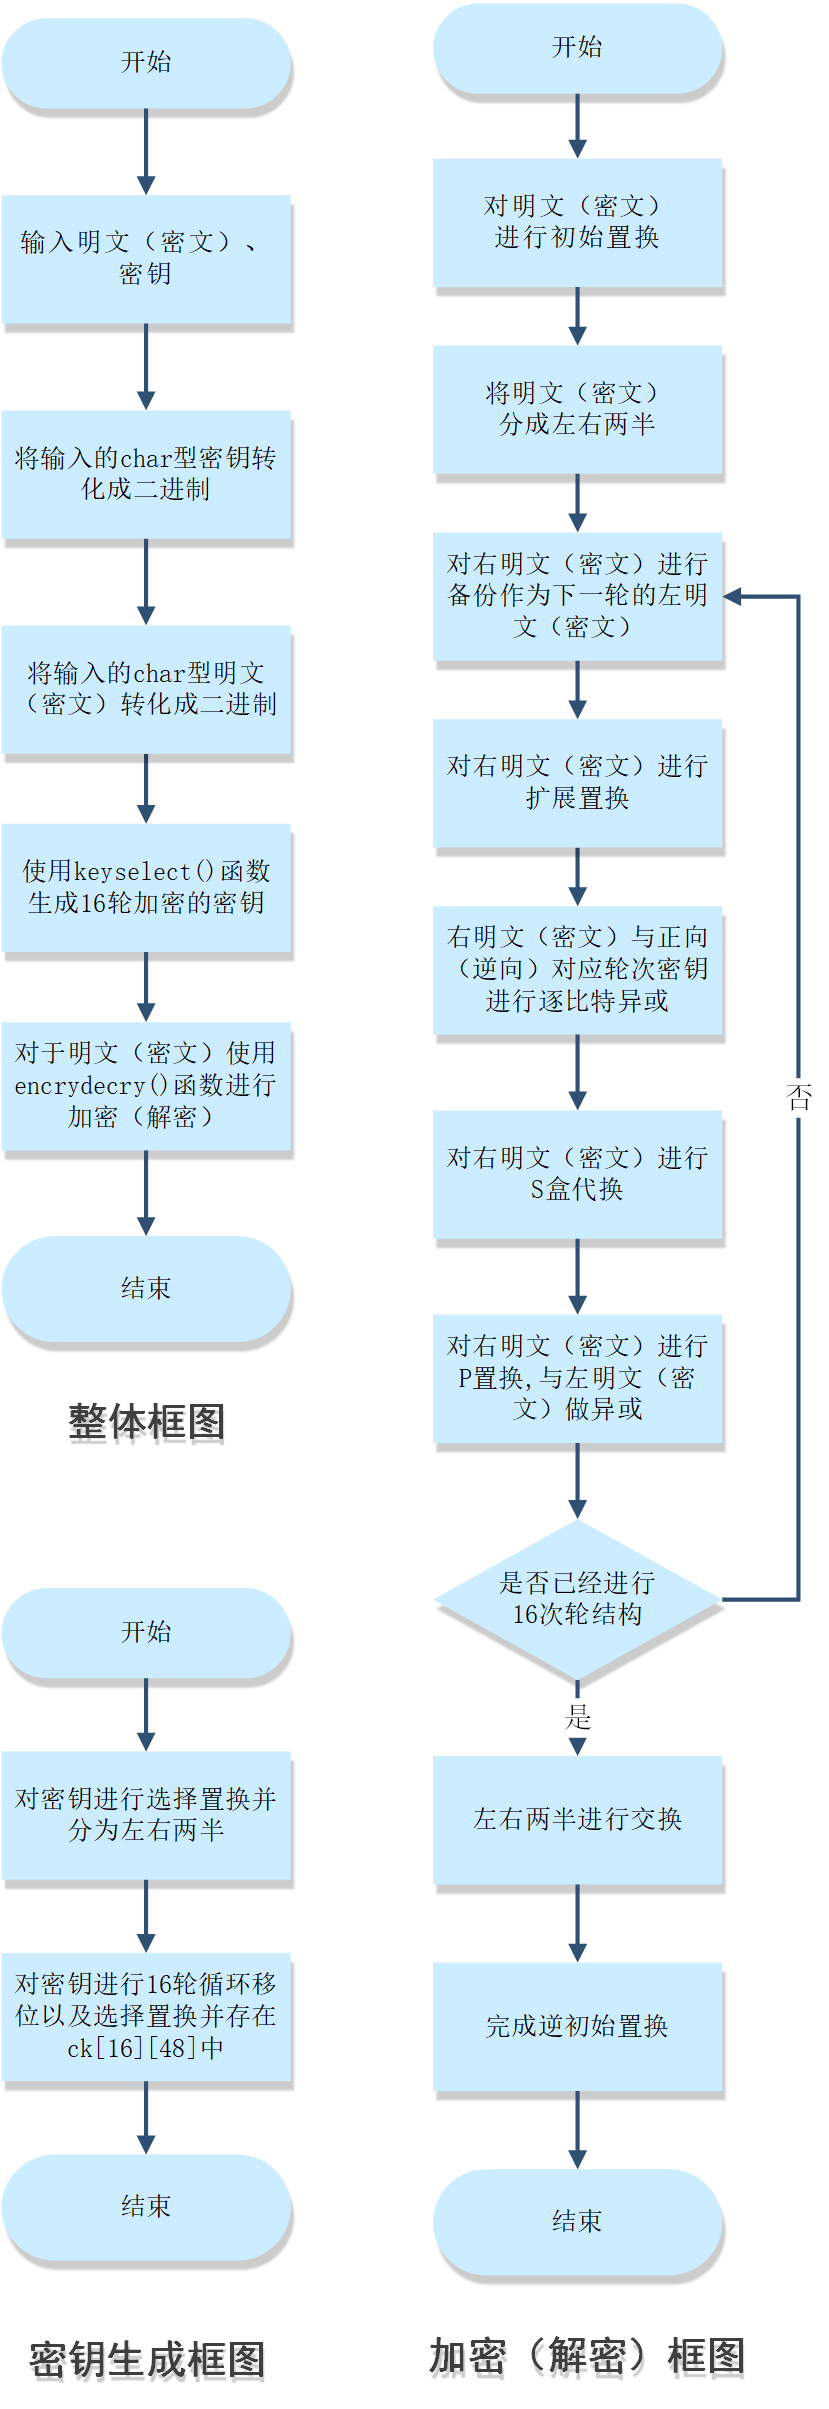 开始
输入明文（密文）、
密钥
将输入的char型密钥转
化成二进制
将输入的char型明文
（密文）转化成二进制
使用keyselect()函数
生成16轮加密的密钥
对于明文（密文）使用
encrydecry()函数进行
加密（解密）
结束
整体框图
开始
对密钥进行选择置换并
分为左右两半
对密钥进行16轮循环移
位以及选择置换并存在
ck[16][48]中
结束
密钥生成框图
开始
对明文（密文）
进行初始置换
将明文（密文）
分成左右两半
对右明文（密文）进行
备份作为下一轮的左明
文（密文）
对右明文（密文）进行
扩展置换
右明文（密文）与正向
（逆向）对应轮次密钥
进行逐比特异或
对右明文（密文）进行
S盒代换
对右明文（密文）进行
P置换,与左明文（密
文）做异或
是否已经进行
16次轮结构
否
是
左右两半进行交换
完成逆初始置换
结束
加密（解密）框图